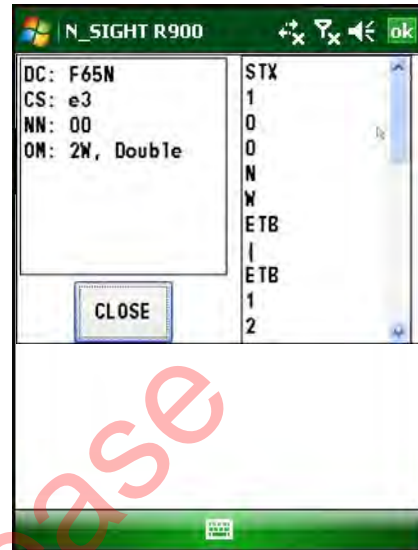 N_SIGHT R900
ok
DC: F65N
CS: e3
NN: 00
OM: 2W, Double
CLOSE
STX
1
0
0
N
W
ETB
|
ETB
1
2
ase